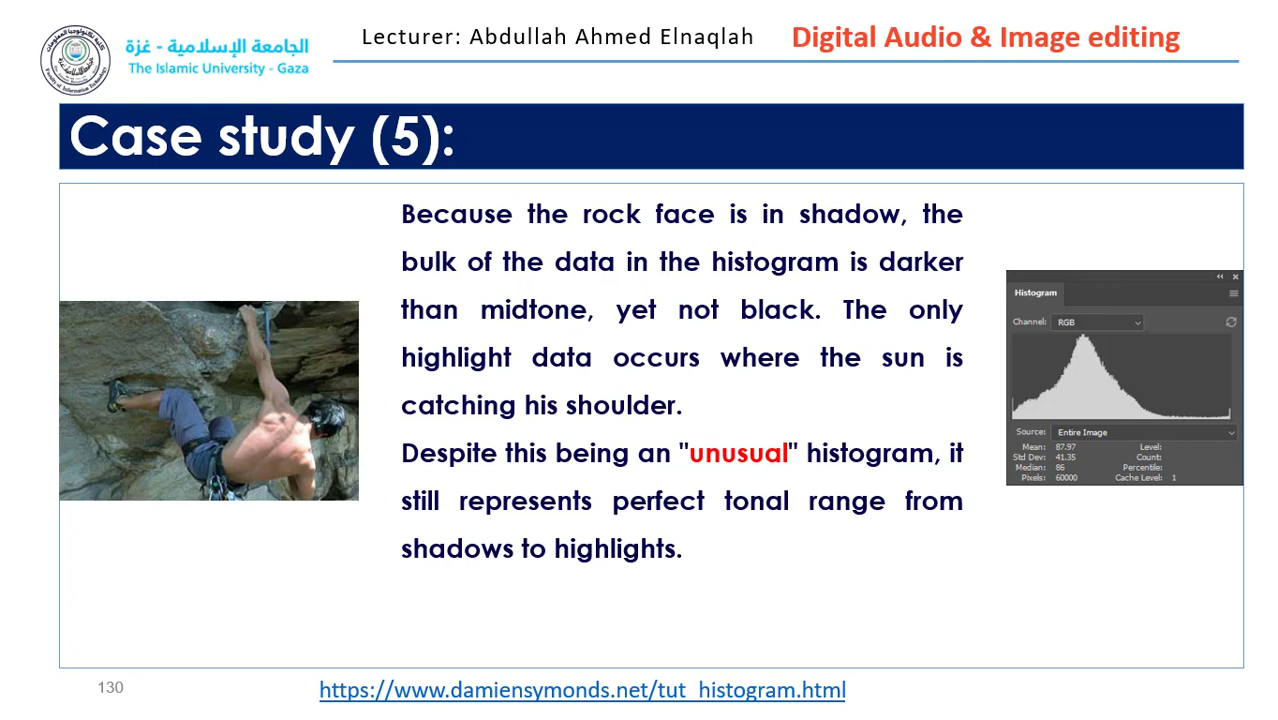 الجامعة الإسلامية - غزة
The Islamic University - Gaza
Lecturer: Abdullah Ahmed Elnaqlah
Digital Audio & Image editing
Case study (5):
Because the rock face is in shadow, the
bulk of the data in the histogram is darker
than midtone, yet not black. The only
highlight data occurs where the sun is
catching his shoulder.
Despite this being an "unusual" histogram, it
still represents perfect tonal range from
shadows to highlights.
Histogram
Channel: RGB
Source: Entire Image
Mean: 87.97 Level:
Std Dev: 41.35 Count:
Median: 86 Percentile:
Pixels: 60000 Cache Level: 1
130
https://www.damiensymonds.net/tut_histogram.html